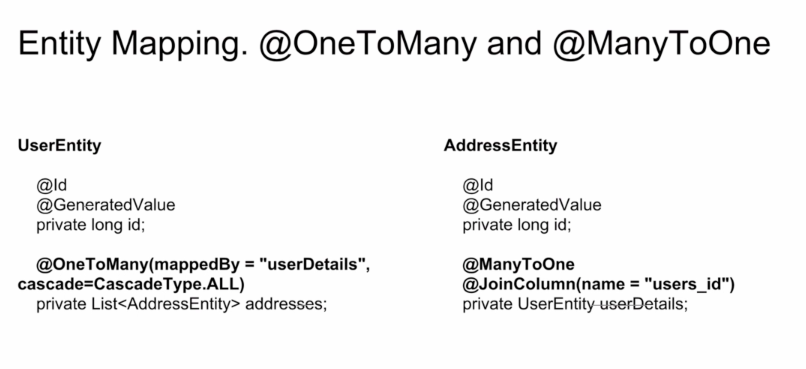 Entity Mapping. @OneToMany and @ManyToOne
UserEntity
@Id
@GeneratedValue
private long id;
@OneToMany(mappedBy = "userDetails",
cascade=CascadeType.ALL)
private List<AddressEntity> addresses;
AddressEntity
@Id
@GeneratedValue
private long id;
@ManyToOne
@JoinColumn(name = "users_id")
private UserEntity userDetails;